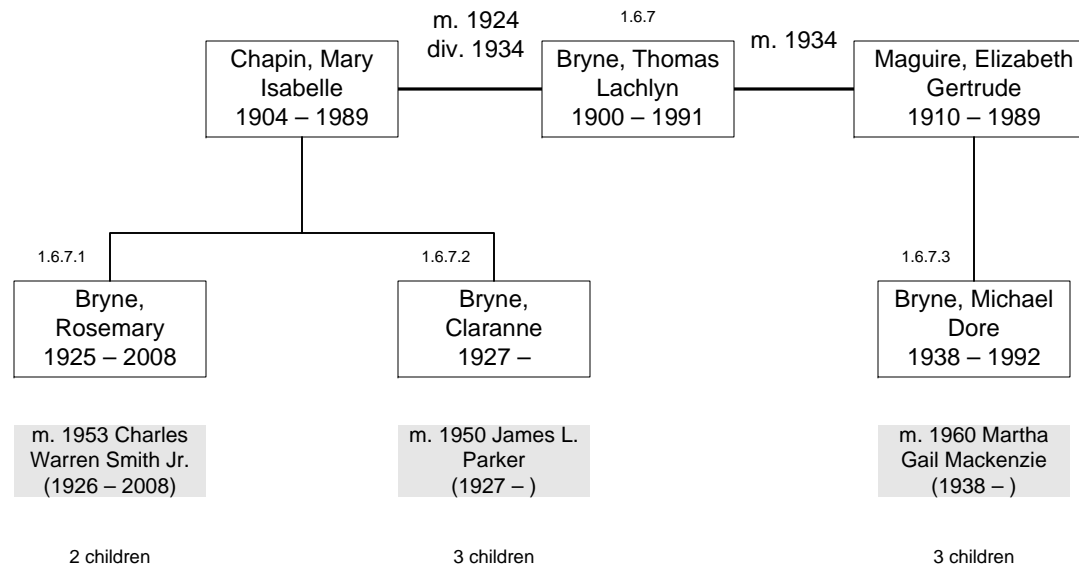 m. 1924
div. 1934
1.6.7
m. 1934
Chapin, Mary
Isabelle
1904 – 1989
Bryne, Thomas
Lachlyn
1900 – 1991
Maguire, Elizabeth
Gertrude
1910 – 1989
1.6.7.1
Bryne,
Rosemary
1925 – 2008
1.6.7.2
Bryne,
Claranne
1927 –
1.6.7.3
Bryne, Michael
Dore
1938 – 1992
m. 1953 Charles
Warren Smith Jr.
(1926 – 2008)
m. 1950 James L.
Parker
(1927 – )
m. 1960 Martha
Gail Mackenzie
(1938 – )
2 children
3 children
3 children